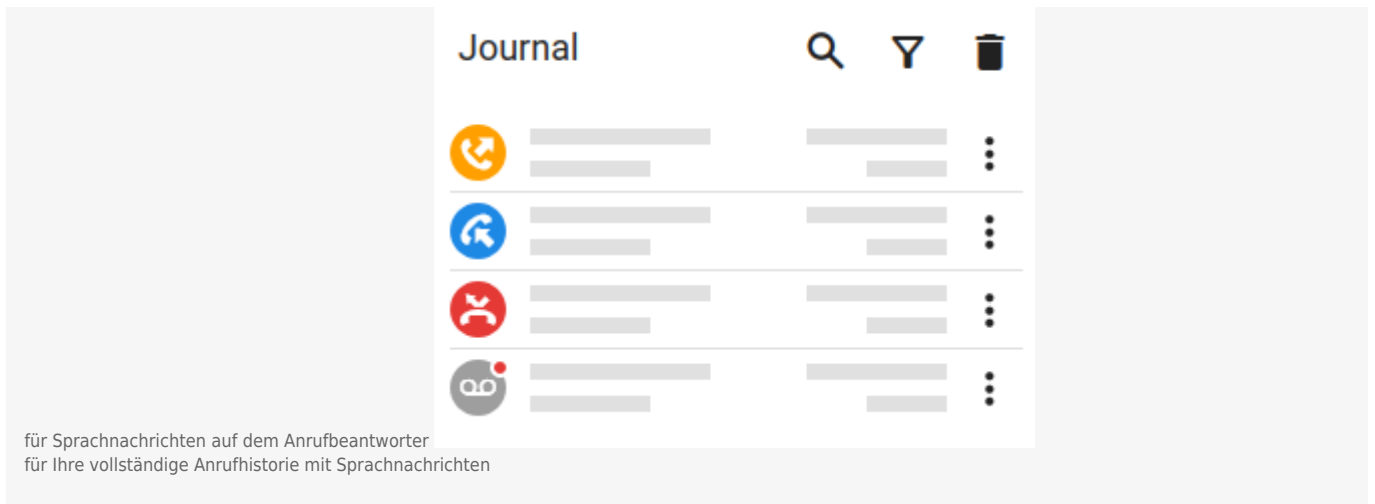 Journal
für Sprachnachrichten auf dem Anrufbeantworter
für Ihre vollständige Anrufhistorie mit Sprachnachrichten